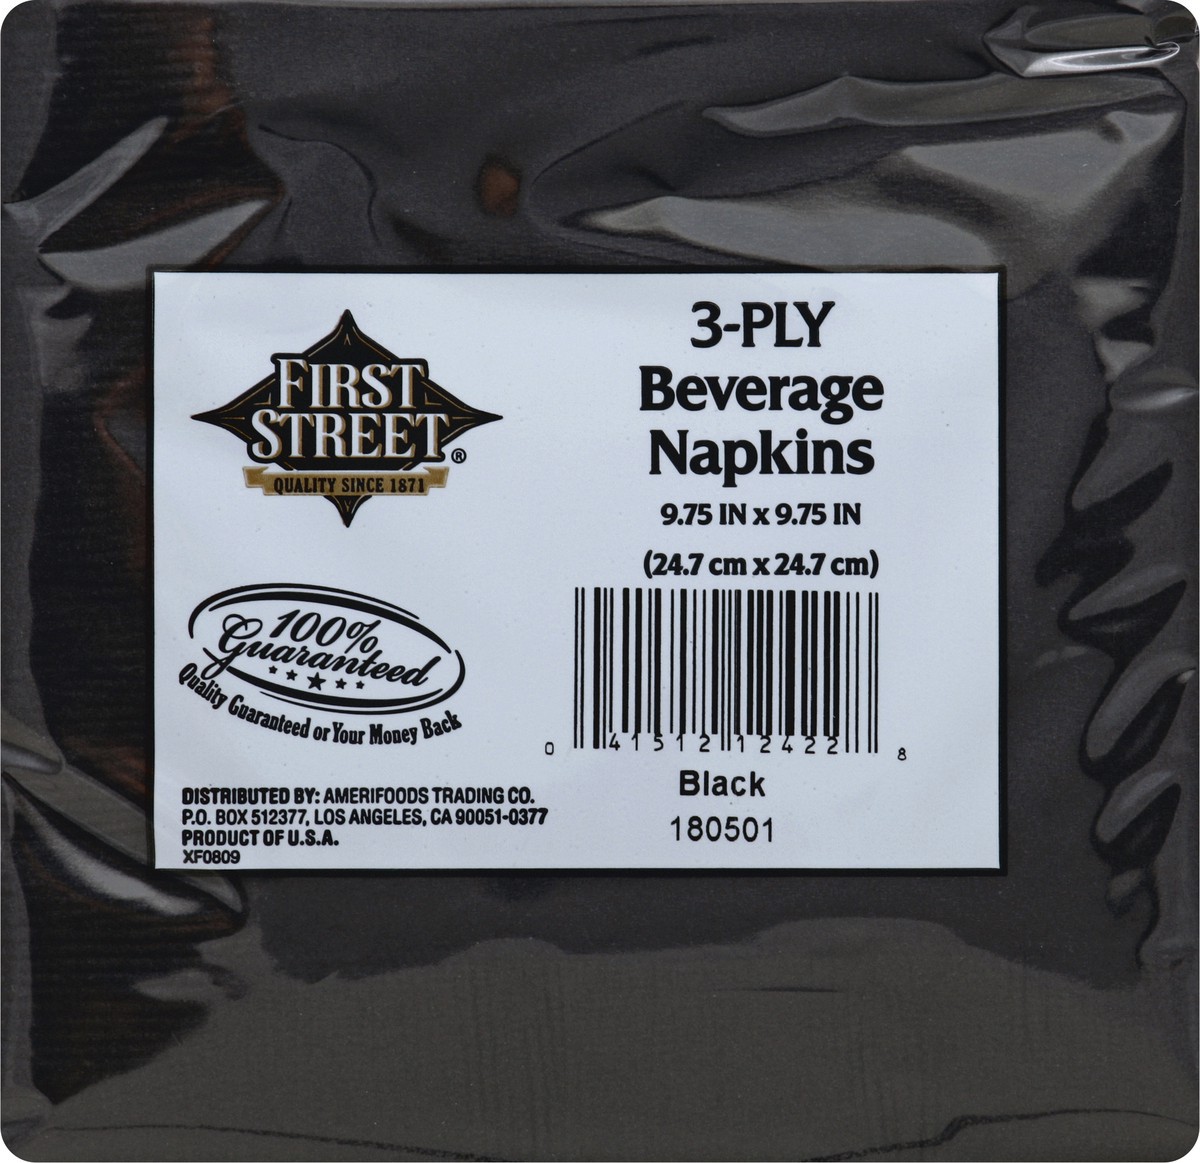 FIRST
STREET®
QUALITY SINCE 1871
3-PLY
Beverage
Napkins
9.75 IN x 9.75 IN
(24.7 cm x 24.7 cm)
100%
Guaranteed
Quality Guaranteed or Your Money Back
0 41512 12422 8
Black
180501
DISTRIBUTED BY: AMERIFOODS TRADING CO.
P.O. BOX 512377, LOS ANGELES, CA 90051-0377
PRODUCT OF U.S.A.
XF0809